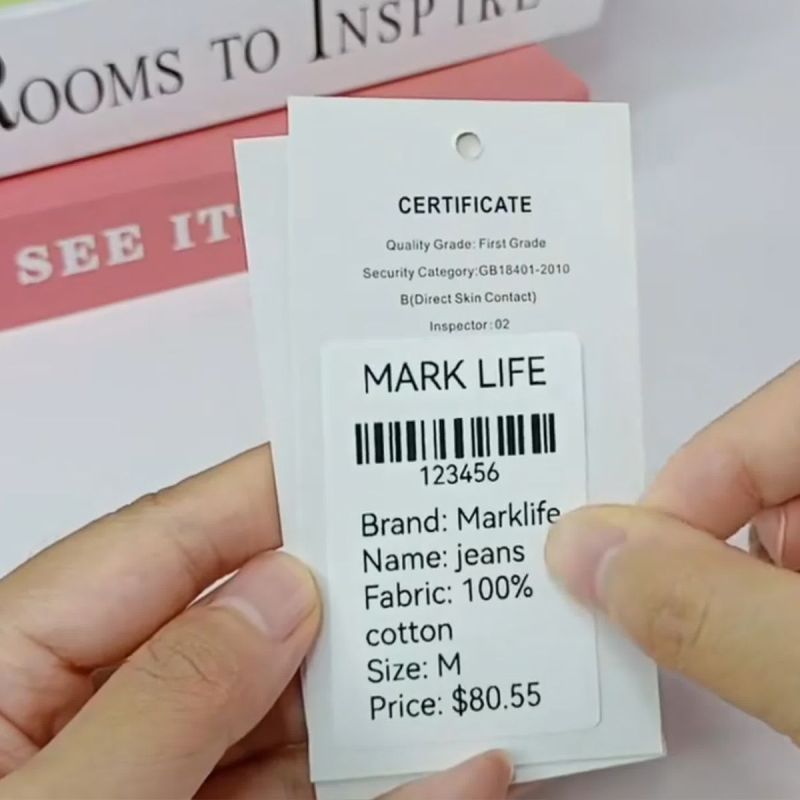 ROOMS TO INSPIRE
SEE IT
CERTIFICATE
Quality Grade: First Grade
Security Category:GB18401-2010
B(Direct Skin Contact)
Inspector:02
MARK LIFE
123456
Brand: Marklife
Name: jeans
Fabric: 100%
cotton
Size: M
Price: $80.55